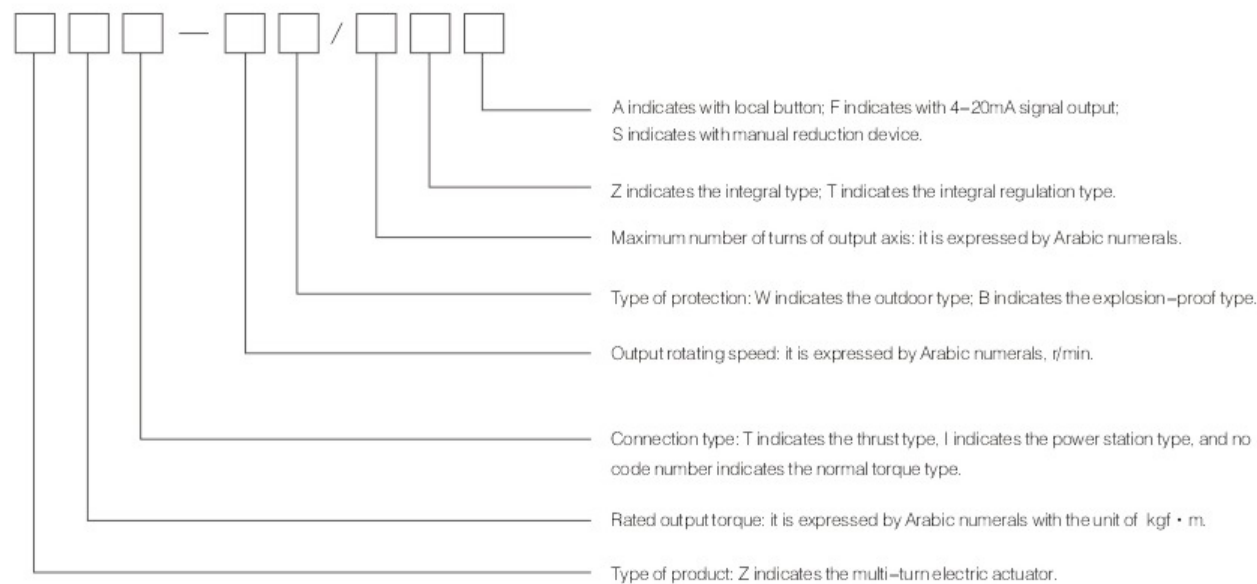 — /
A indicates with local button; F indicates with 4–20mA signal output;
S indicates with manual reduction device.
Z indicates the integral type; T indicates the integral regulation type.
Maximum number of turns of output axis: it is expressed by Arabic numerals.
Type of protection: W indicates the outdoor type; B indicates the explosion–proof type.
Output rotating speed: it is expressed by Arabic numerals, r/min.
Connection type: T indicates the thrust type, I indicates the power station type, and no
code number indicates the normal torque type.
Rated output torque: it is expressed by Arabic numerals with the unit of kgf · m.
Type of product: Z indicates the multi–turn electric actuator.